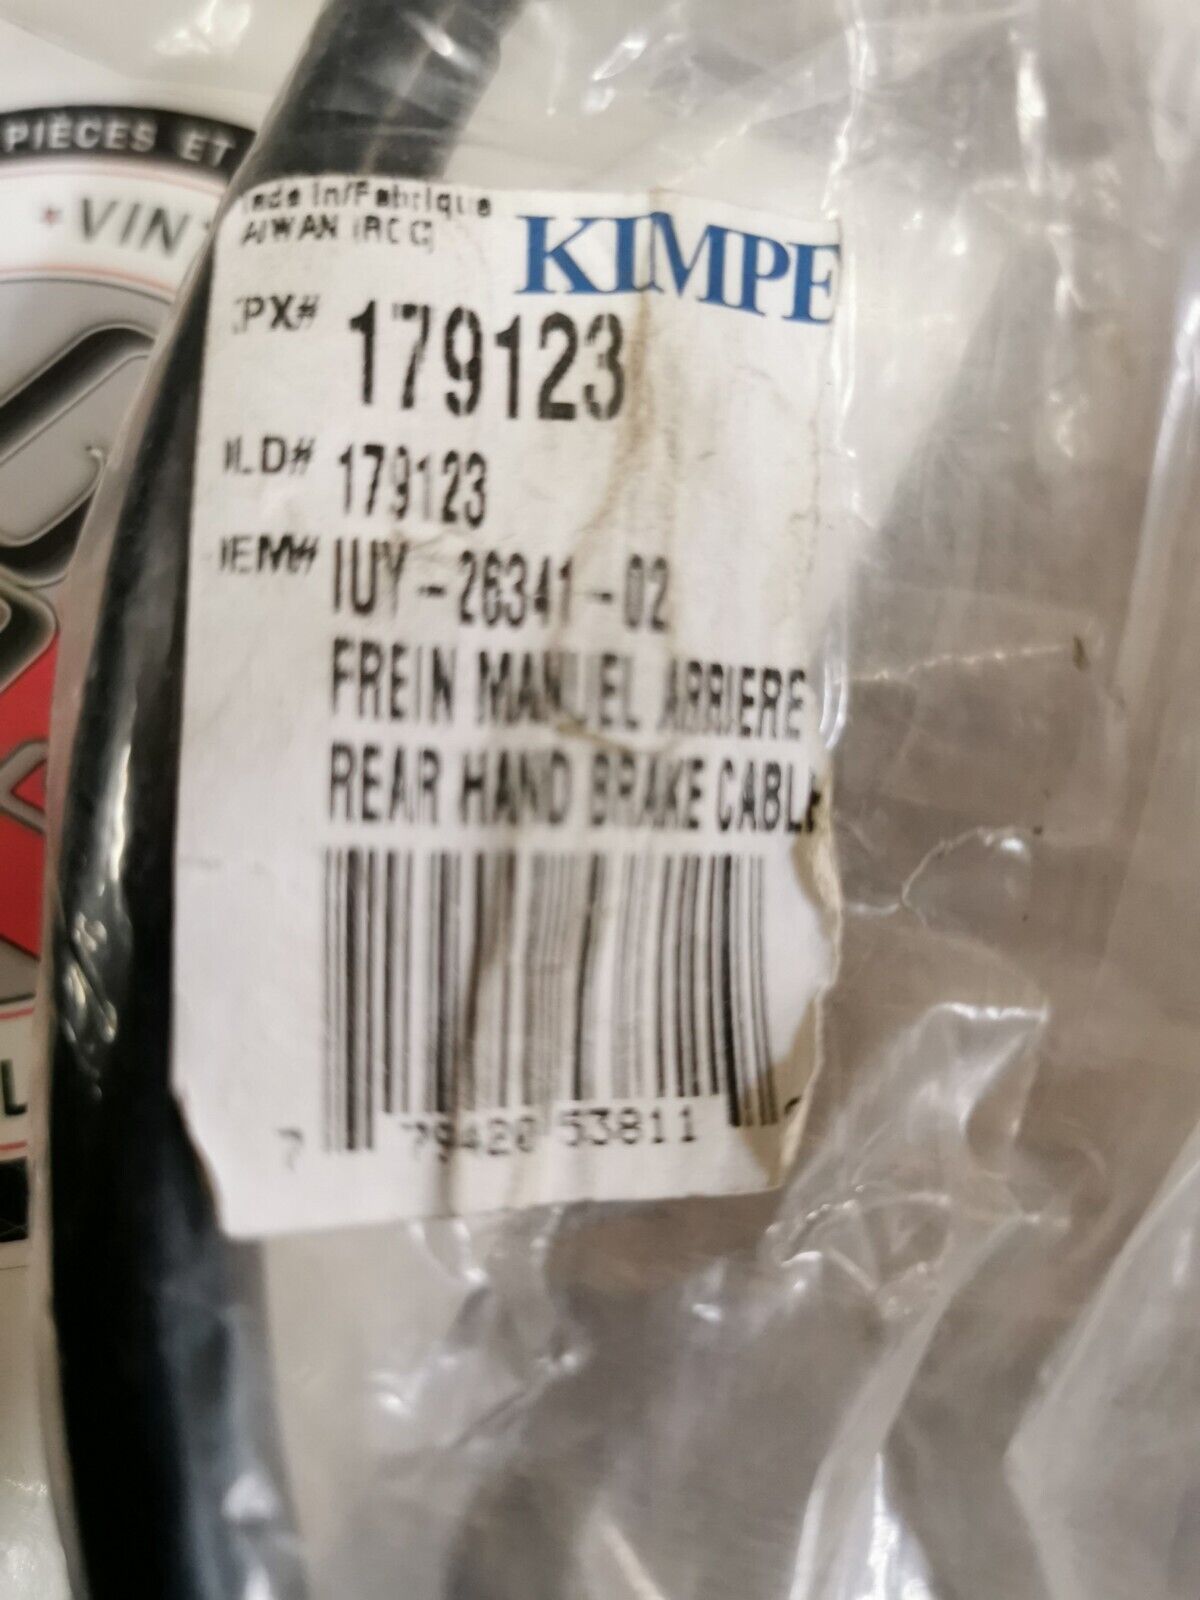 PIÈCES ET
* VIN
ade in/Fabrique
AIWAN (ROC)
KIMPE
PX# 179123
LD# 179123
EM# IUY-26341-02
FREIN MANUEL ARRIERE
REAR HAND BRAKE CABLE
7 79420 53811
L